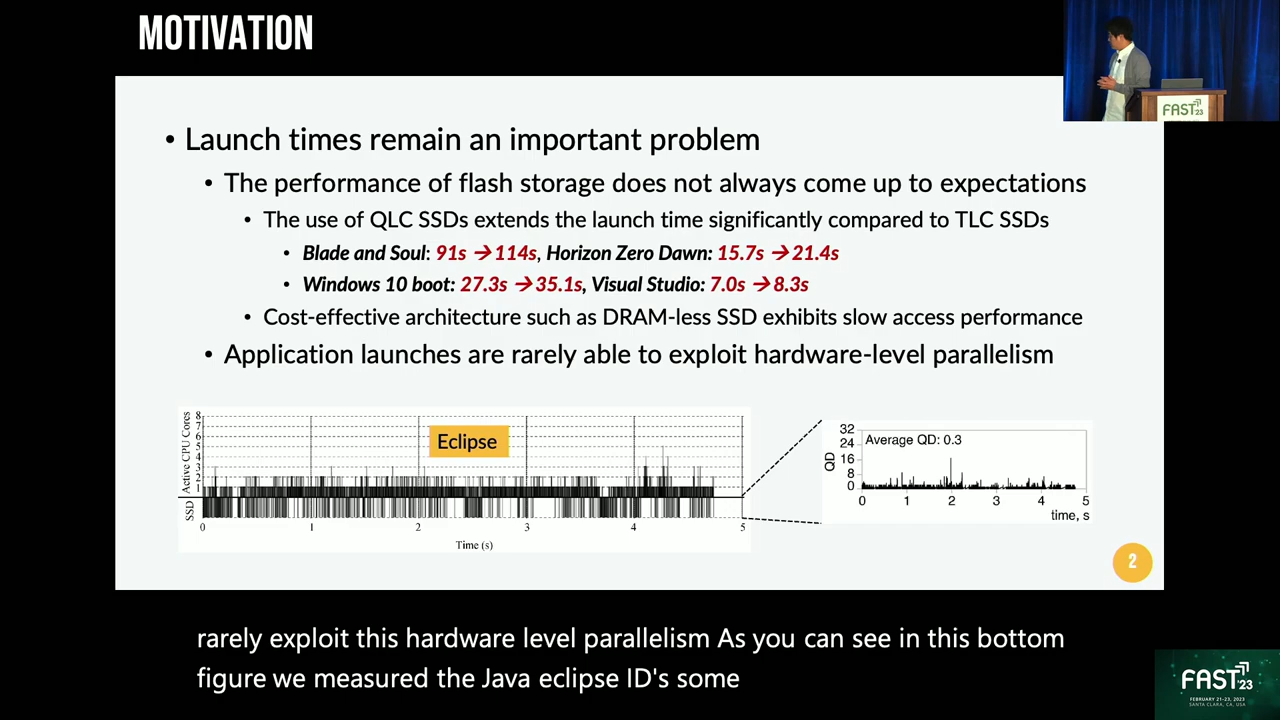 MOTIVATION
• Launch times remain an important problem
• The performance of flash storage does not always come up to expectations
• The use of QLC SSDs extends the launch time significantly compared to TLC SSDs
• Blade and Soul: 91s →114s, Horizon Zero Dawn: 15.7s →21.4s
• Windows 10 boot: 27.3s →35.1s, Visual Studio: 7.0s →8.3s
• Cost-effective architecture such as DRAM-less SSD exhibits slow access performance
• Application launches are rarely able to exploit hardware-level parallelism
Active CPU Cores
8
7
6
5
4
3
2
1
SSD
Eclipse
0 1 2 3 4 5
Time (s)
QD
32
24
16
8
0
Average QD: 0.3
0 1 2 3 4 5
time, s
2
rarely exploit this hardware level parallelism As you can see in this bottom
figure we measured the Java eclipse ID's some
FAST'23
FAST'23
FEBRUARY 21-23, 2023
SANTA CLARA, CA, USA